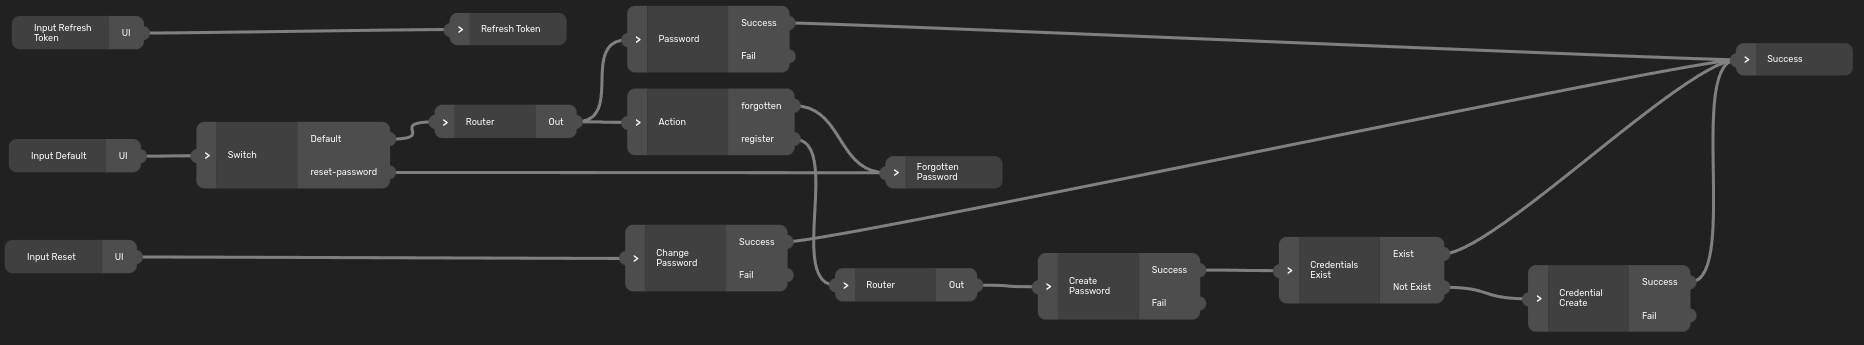 Input Refresh
Token
UI
Refresh Token
Password
Success
Fail
Success
Input Default
UI
Switch
Default
reset-password
Router
Out
Action
forgotten
register
Forgotten
Password
Input Reset
UI
Change
Password
Success
Fail
Router
Out
Create
Password
Success
Fail
Credentials
Exist
Exist
Not Exist
Credential
Create
Success
Fail